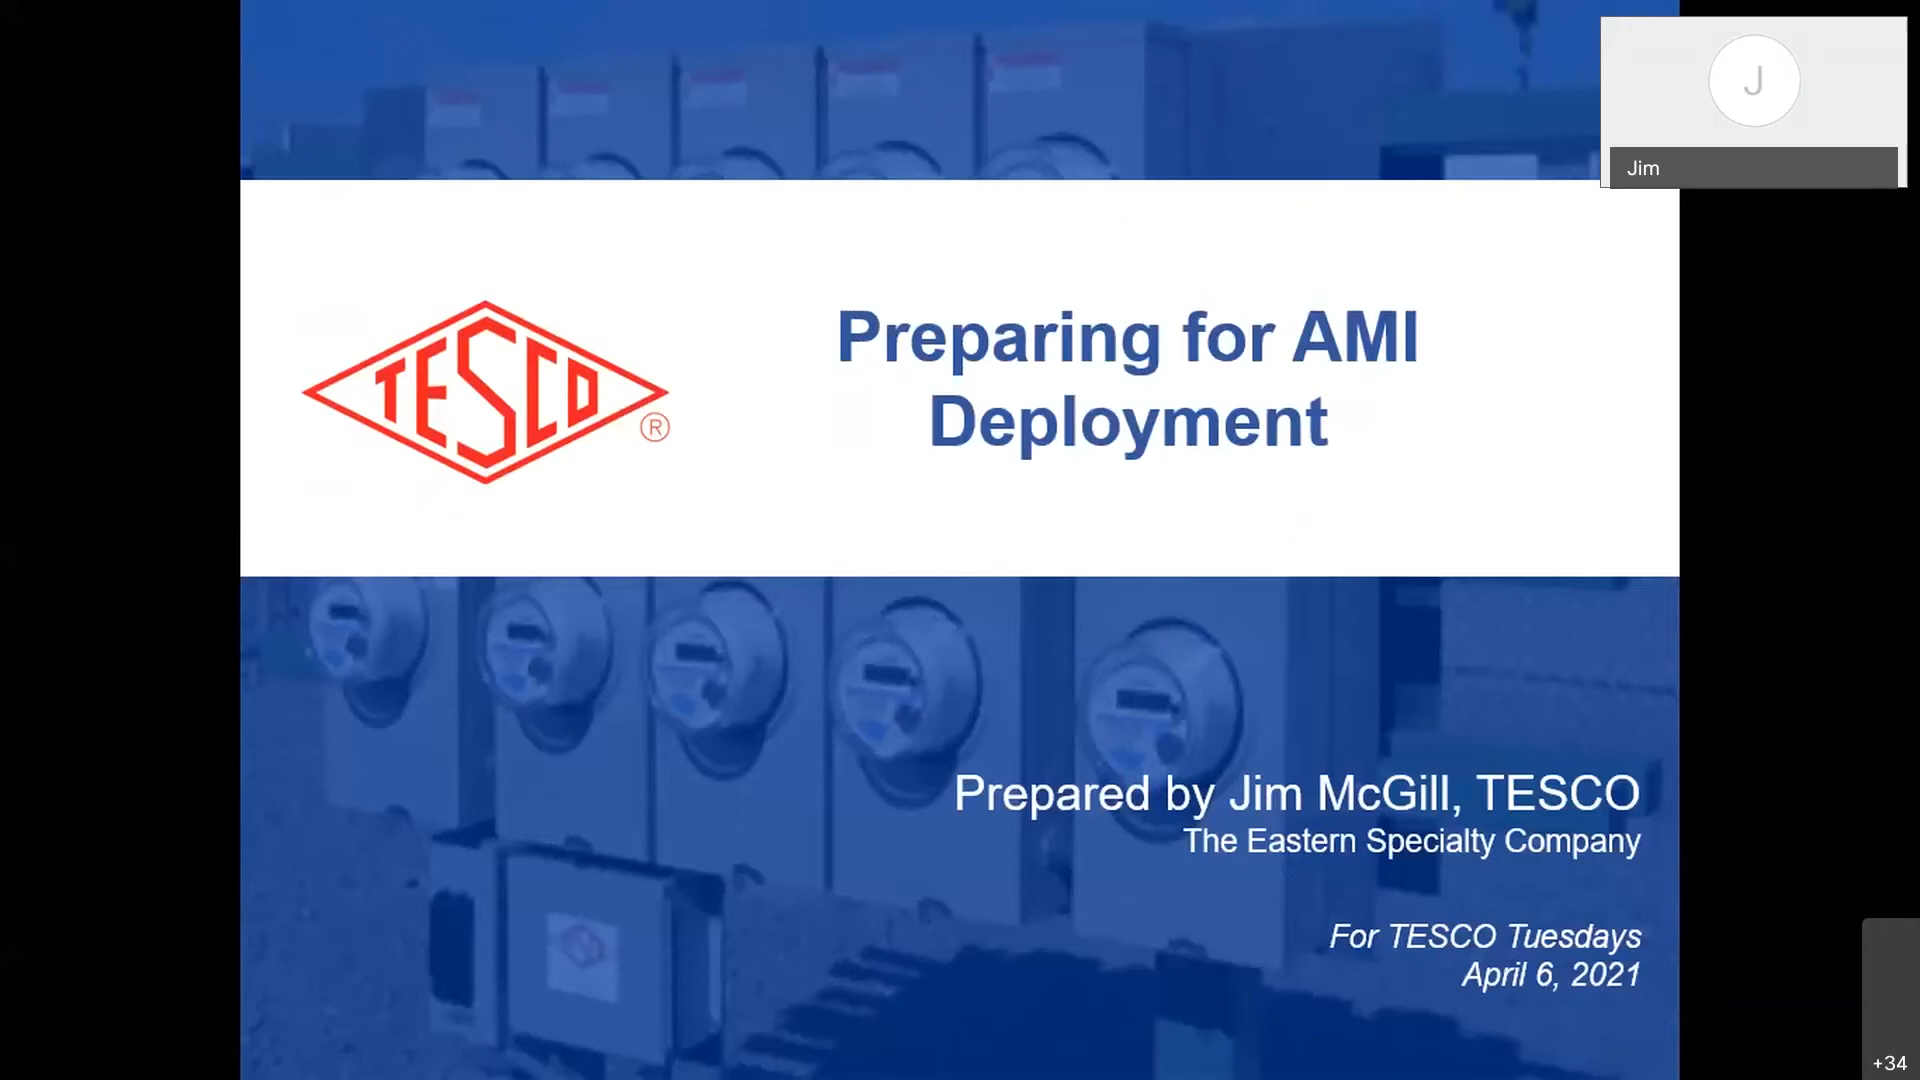 J
Jim
TESCO
®
Preparing for AMI
Deployment
Prepared by Jim McGill, TESCO
The Eastern Specialty Company
For TESCO Tuesdays
April 6, 2021
+34